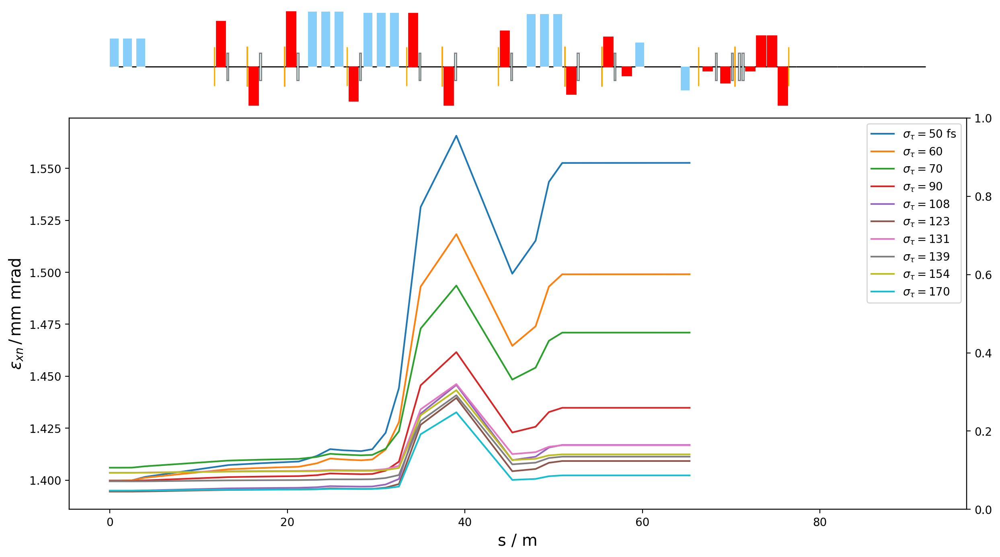 1.0
σ_τ = 50 fs
σ_τ = 60
σ_τ = 70
σ_τ = 90
σ_τ = 108
σ_τ = 123
σ_τ = 131
σ_τ = 139
σ_τ = 154
σ_τ = 170
0.8
0.6
0.4
0.2
0.0
1.550
1.525
1.500
1.475
1.450
1.425
1.400
ε_xn / mm mrad
0 20 40 60 80
s / m